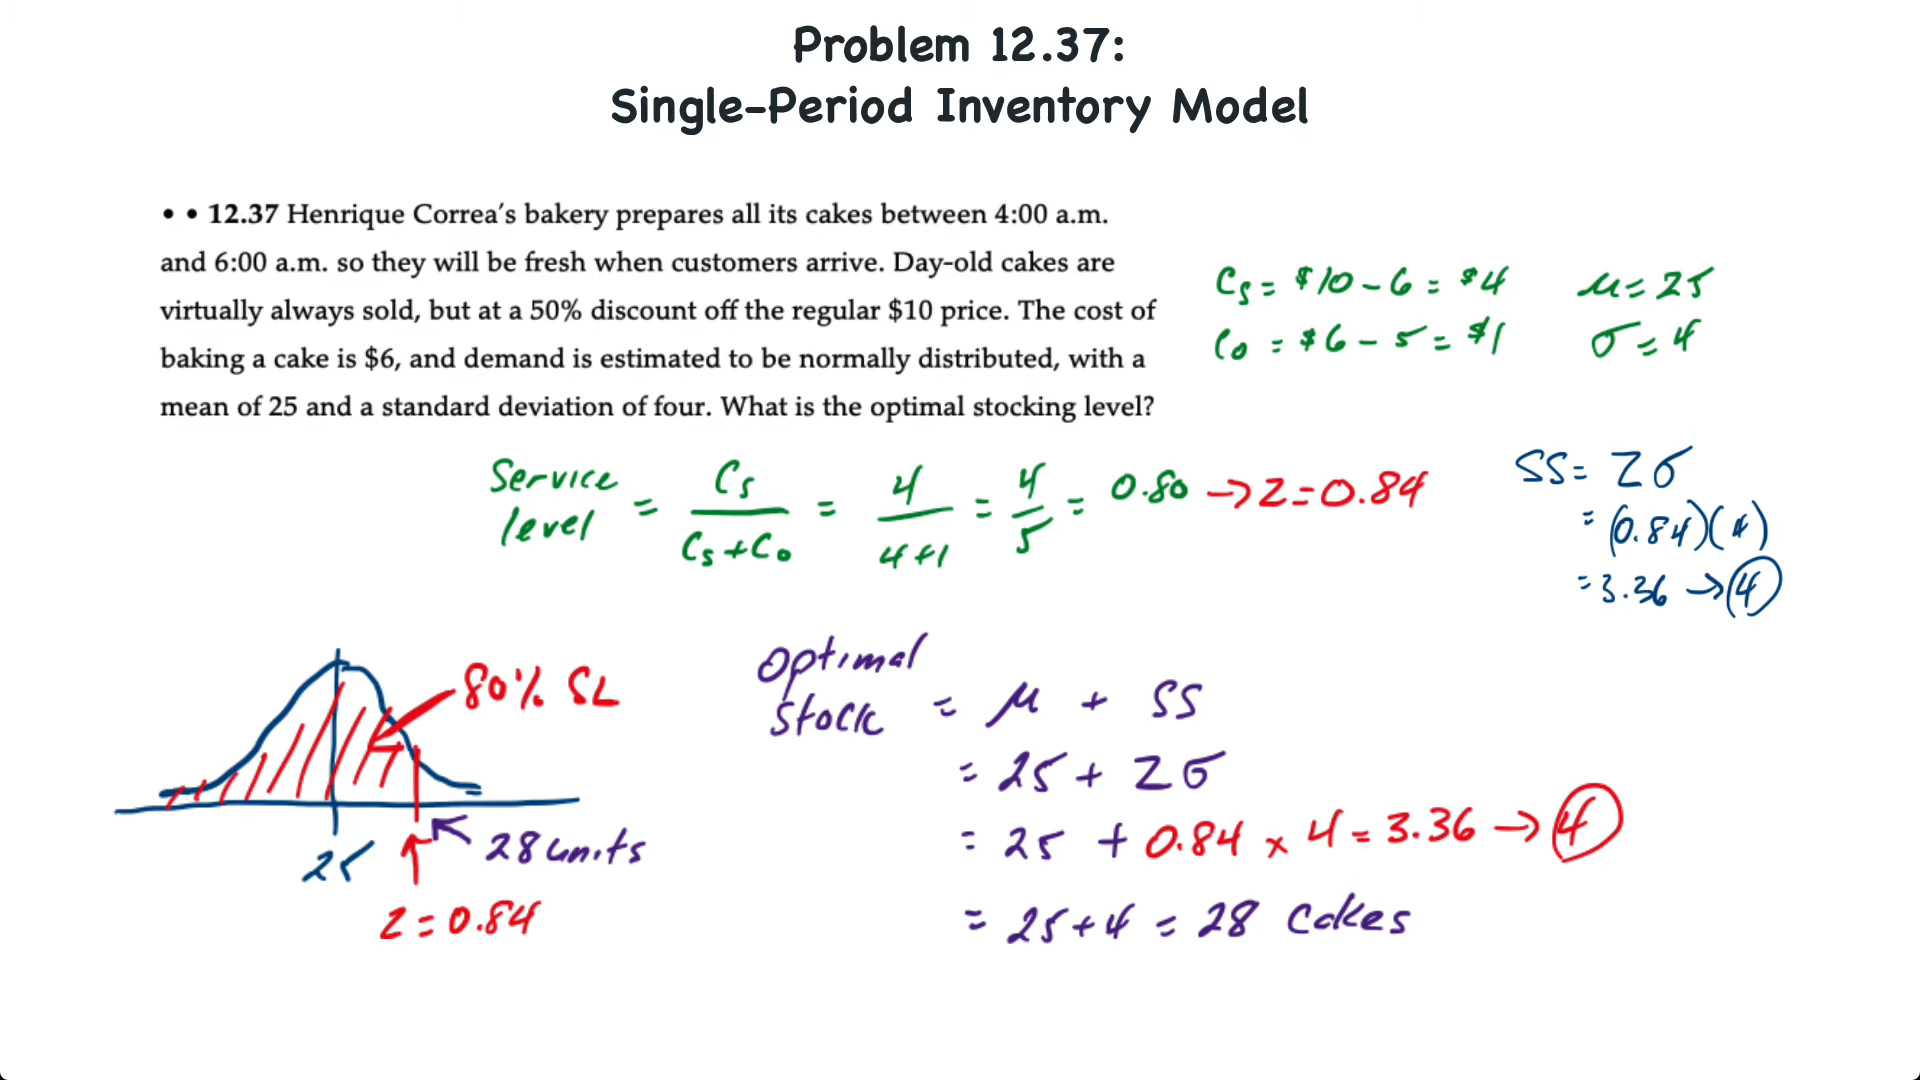 Problem 12.37:
Single-Period Inventory Model
• • 12.37 Henrique Correa's bakery prepares all its cakes between 4:00 a.m.
and 6:00 a.m. so they will be fresh when customers arrive. Day-old cakes are
virtually always sold, but at a 50% discount off the regular $10 price. The cost of
baking a cake is $6, and demand is estimated to be normally distributed, with a
mean of 25 and a standard deviation of four. What is the optimal stocking level?
Cs = $10 - 6 = $4
Co = $6 - 5 = $1
μ = 25
σ = 4
Service level = Cs / (Cs + Co) = 4 / (4+1) = 4/5 = 0.80 → Z = 0.84
SS = Zσ
= (0.84)(4)
= 3.36 → 4
80% SL
25
28 units
Z = 0.84
Optimal Stock = μ + SS
= 25 + Zσ
= 25 + 0.84 × 4 = 3.36 → 4
= 25 + 4 = 28 Cakes